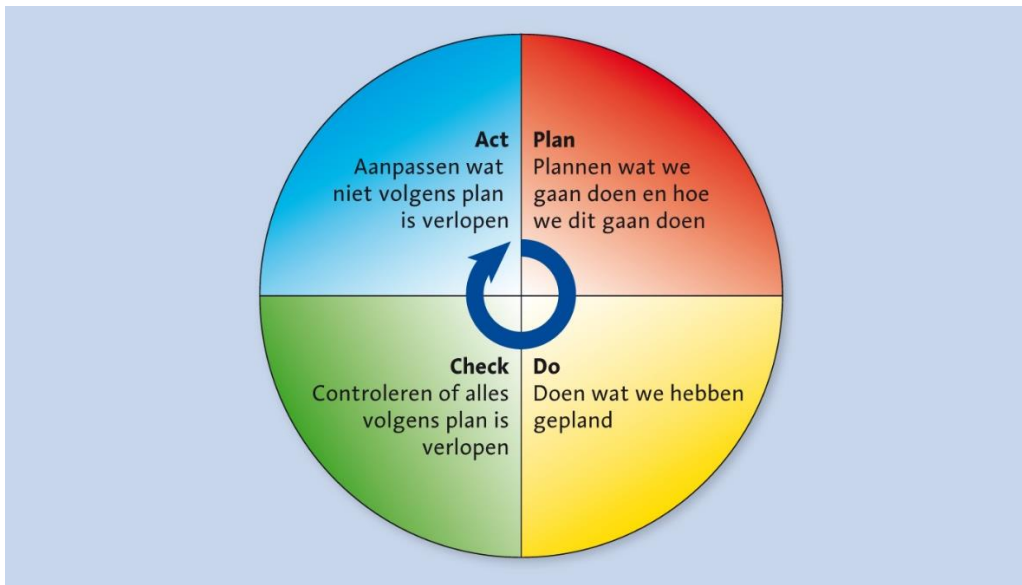 Act
Aanpassen wat
niet volgens plan
is verlopen
Plan
Plannen wat we
gaan doen en hoe
we dit gaan doen
Check
Controleren of alles
volgens plan is
verlopen
Do
Doen wat we hebben
gepland